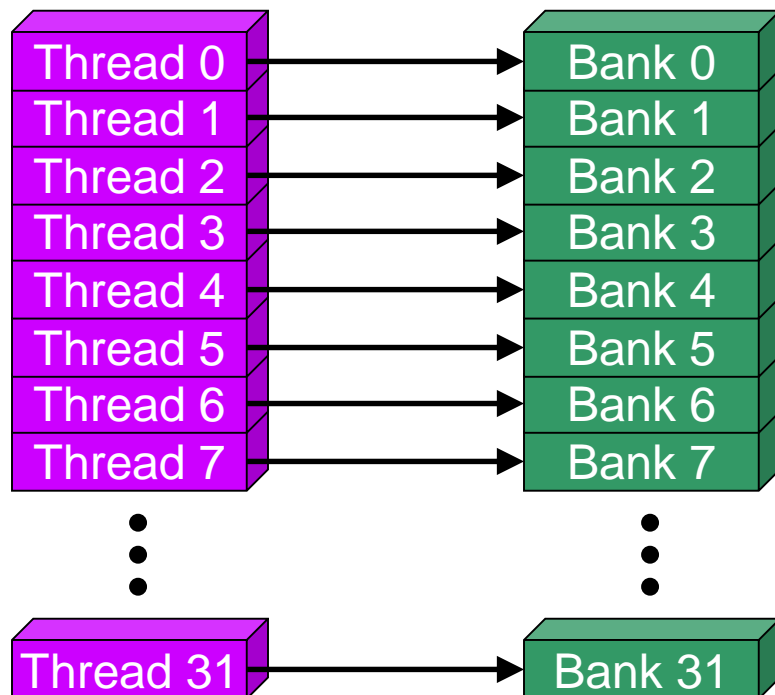 Thread 0
Thread 1
Thread 2
Thread 3
Thread 4
Thread 5
Thread 6
Thread 7
Thread 31
Bank 0
Bank 1
Bank 2
Bank 3
Bank 4
Bank 5
Bank 6
Bank 7
Bank 31